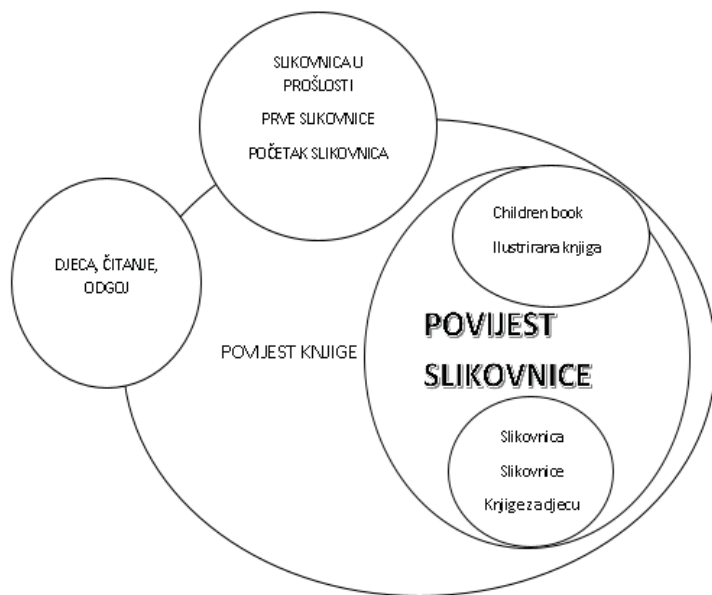 SLIKOVNICA U
PROŠLOSTI
PRVE SLIKOVNICE
POČETAK SLIKOVNICA
Children book
Ilustrirana knjiga
DJECA, ČITANJE,
ODGOJ
POVIJEST KNJIGE
POVIJEST
SLIKOVNICE
Slikovnica
Slikovnice
Knjige za djecu